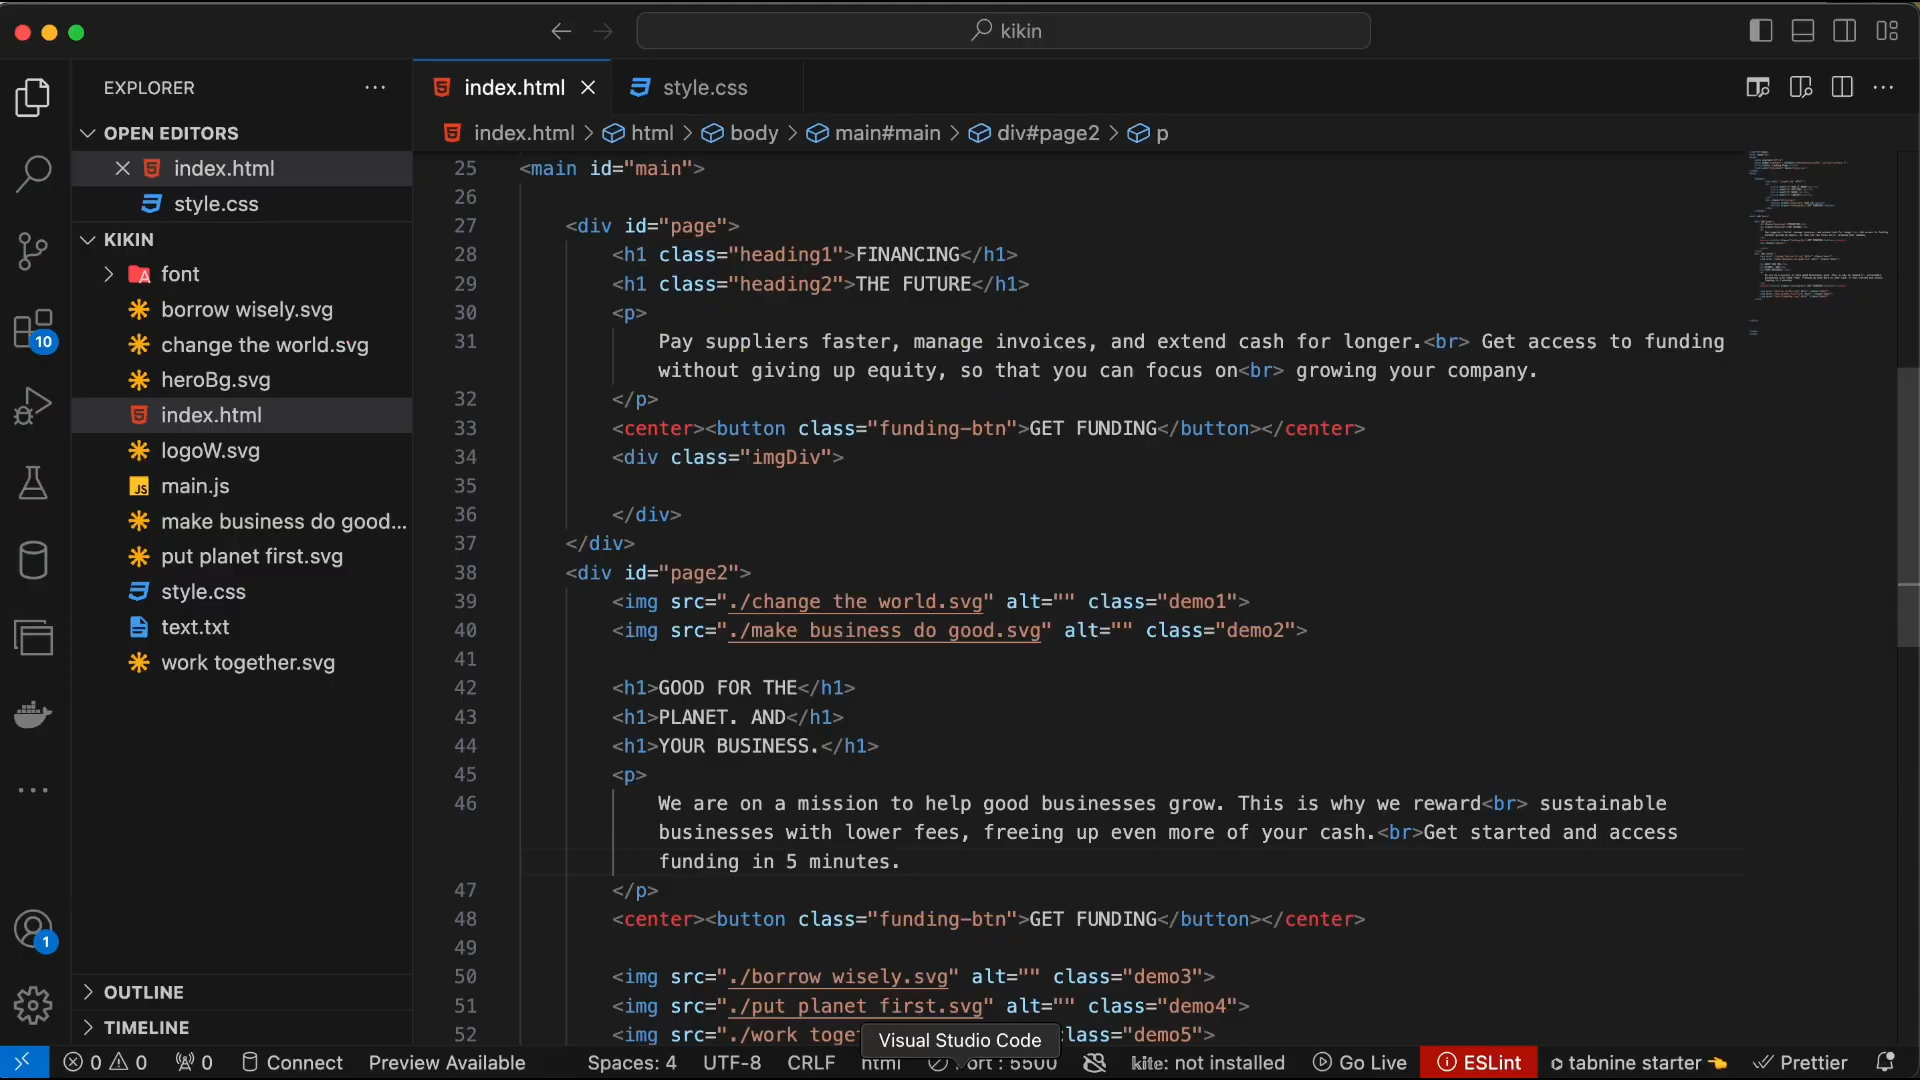 kikin
EXPLORER
index.html
style.css
index.html > html > body > main#main > div#page2 > p
OPEN EDITORS
index.html
style.css
KIKIN
font
borrow wisely.svg
change the world.svg
heroBg.svg
index.html
logoW.svg
main.js
make business do good...
put planet first.svg
style.css
text.txt
work together.svg
OUTLINE
TIMELINE
10
1
25 <main id="main">
26
27 <div id="page">
28 <h1 class="heading1">FINANCING</h1>
29 <h1 class="heading2">THE FUTURE</h1>
30 <p>
31 Pay suppliers faster, manage invoices, and extend cash for longer.<br> Get access to funding
without giving up equity, so that you can focus on<br> growing your company.
32 </p>
33 <center><button class="funding-btn">GET FUNDING</button></center>
34 <div class="imgDiv">
35
36 </div>
37 </div>
38 <div id="page2">
39 <img src="./change the world.svg" alt="" class="demo1">
40 <img src="./make business do good.svg" alt="" class="demo2">
41
42 <h1>GOOD FOR THE</h1>
43 <h1>PLANET. AND</h1>
44 <h1>YOUR BUSINESS.</h1>
45 <p>
46 We are on a mission to help good businesses grow. This is why we reward<br> sustainable
businesses with lower fees, freeing up even more of your cash.<br>Get started and access
funding in 5 minutes.
47 </p>
48 <center><button class="funding-btn">GET FUNDING</button></center>
49
50 <img src="./borrow wisely.svg" alt="" class="demo3">
51 <img src="./put planet first.svg" alt="" class="demo4">
52 <img src="./work class="demo5">
Visual Studio Code
0 0 0 Connect Preview Available Spaces: 4 UTF-8 CRLF html Port : 5500 kite: not installed Go Live ESLint tabnine starter Prettier